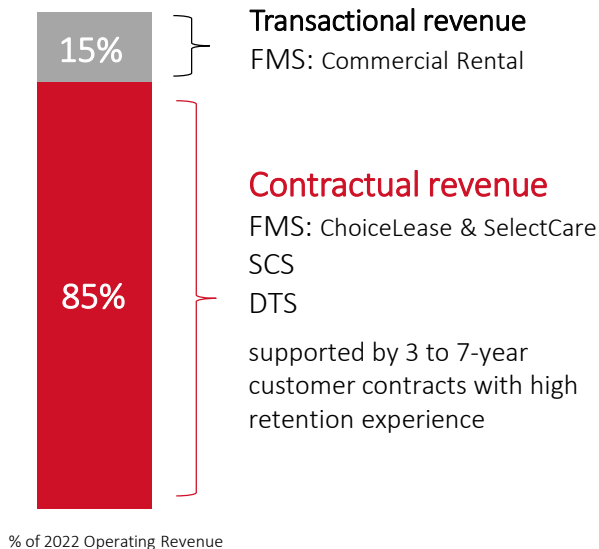 15%
Transactional revenue
FMS: Commercial Rental
85%
Contractual revenue
FMS: ChoiceLease & SelectCare
SCS
DTS
supported by 3 to 7-year
customer contracts with high
retention experience
% of 2022 Operating Revenue